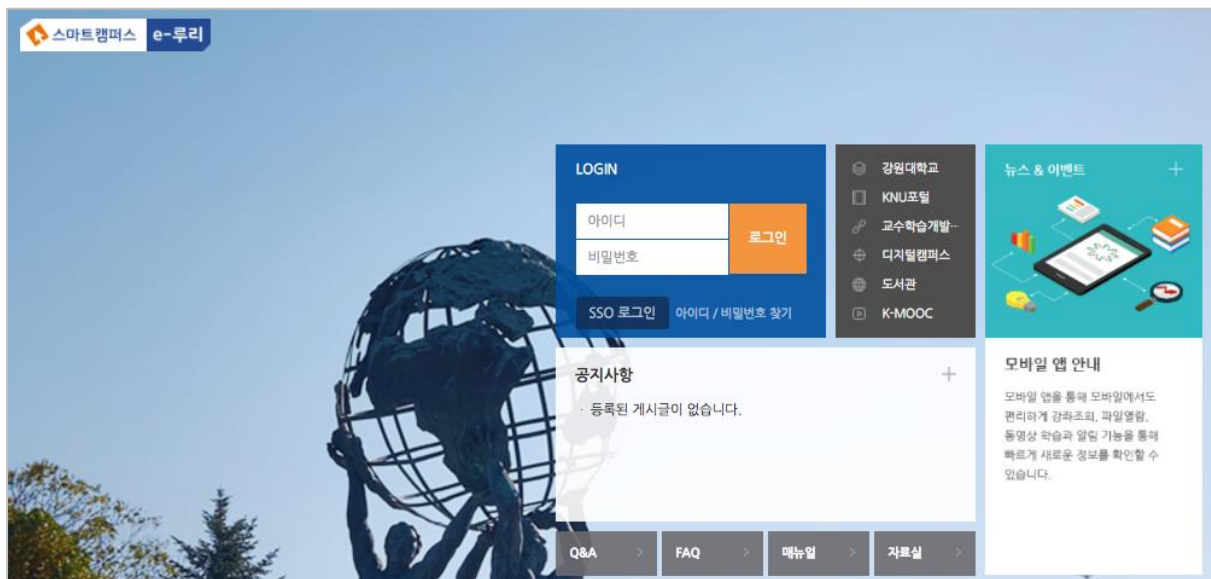 스마트캠퍼스 e-루리
LOGIN
아이디
비밀번호
로그인
SSO 로그인 아이디 / 비밀번호 찾기
강원대학교
KNU포털
교수학습개발…
디지털캠퍼스
도서관
K-MOOC
뉴스 & 이벤트
공지사항
· 등록된 게시글이 없습니다.
모바일 앱 안내
모바일 앱을 통해 모바일에서도
편리하게 강좌조회, 파일열람,
동영상 학습과 알림 기능을 통해
빠르게 새로운 정보를 확인할 수
있습니다.
Q&A
FAQ
매뉴얼
자료실